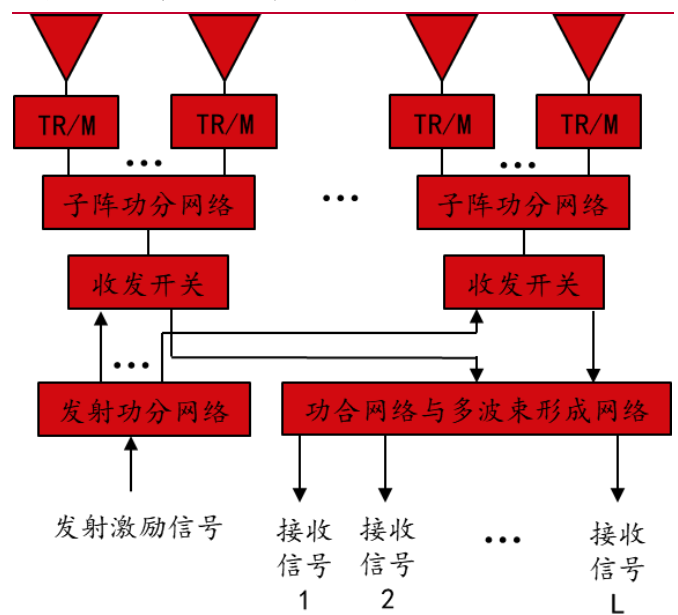 TR/M TR/M TR/M TR/M
... ...
子阵功分网络 ... 子阵功分网络
收发开关 收发开关
...
发射功分网络 功合网络与多波束形成网络
发射激励信号 接收 接收 ... 接收
信号 信号 信号
1 2 L